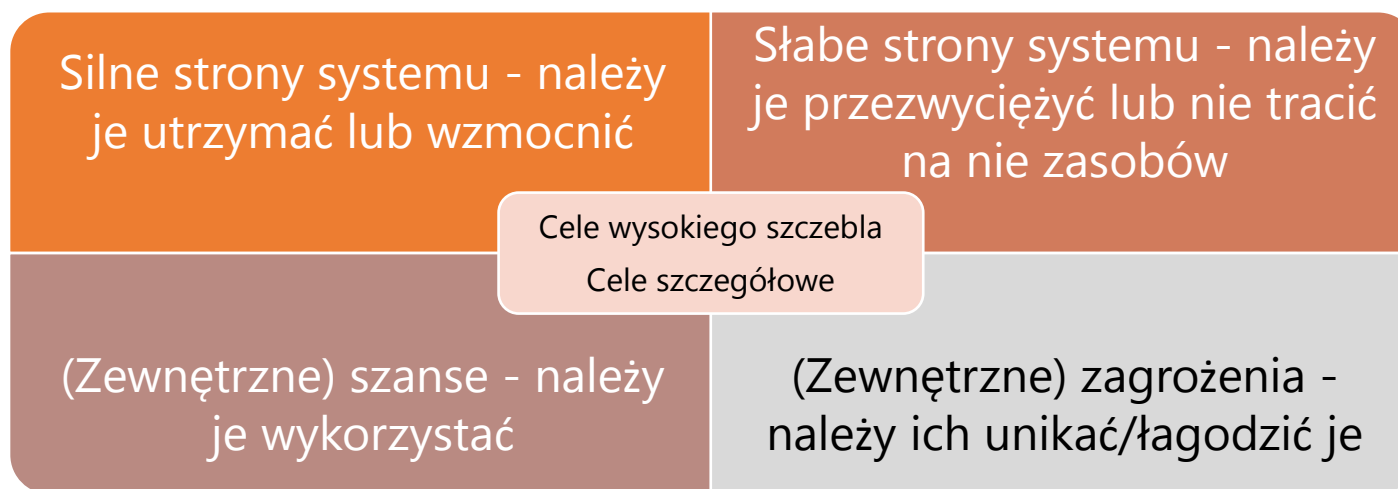 Silne strony systemu - należy
je utrzymać lub wzmocnić
Słabe strony systemu - należy
je przezwyciężyć lub nie tracić
na nie zasobów
Cele wysokiego szczebla
Cele szczegółowe
(Zewnętrzne) szanse - należy
je wykorzystać
(Zewnętrzne) zagrożenia -
należy ich unikać/łagodzić je